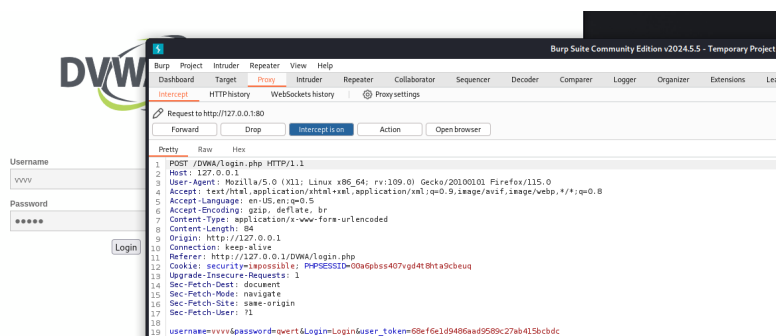 DVWA
Username
vvvv
Password
●●●●●
Login
Burp Suite Community Edition v2024.5.5 - Temporary Project
Burp Project Intruder Repeater View Help
Dashboard Target Proxy Intruder Repeater Collaborator Sequencer Decoder Comparer Logger Organizer Extensions Lea
Intercept HTTP history WebSockets history Proxy settings
Request to http://127.0.0.1:80
Forward Drop Intercept is on Action Open browser
Pretty Raw Hex
1 POST /DVWA/login.php HTTP/1.1
2 Host: 127.0.0.1
3 User-Agent: Mozilla/5.0 (X11; Linux x86_64; rv:109.0) Gecko/20100101 Firefox/115.0
4 Accept: text/html,application/xhtml+xml,application/xml;q=0.9,image/avif,image/webp,*/*;q=0.8
5 Accept-Language: en-US,en;q=0.5
6 Accept-Encoding: gzip, deflate, br
7 Content-Type: application/x-www-form-urlencoded
8 Content-Length: 84
9 Origin: http://127.0.0.1
10 Connection: keep-alive
11 Referer: http://127.0.0.1/DVWA/login.php
12 Cookie: security=impossible; PHPSESSID=00a6pbss407vgd4t8hta9cbeuq
13 Upgrade-Insecure-Requests: 1
14 Sec-Fetch-Dest: document
15 Sec-Fetch-Mode: navigate
16 Sec-Fetch-Site: same-origin
17 Sec-Fetch-User: ?1
18
19 username=vvvv&password=qwert&Login=Login&user_token=68ef6e1d9486aad9589c27ab415bcbdc